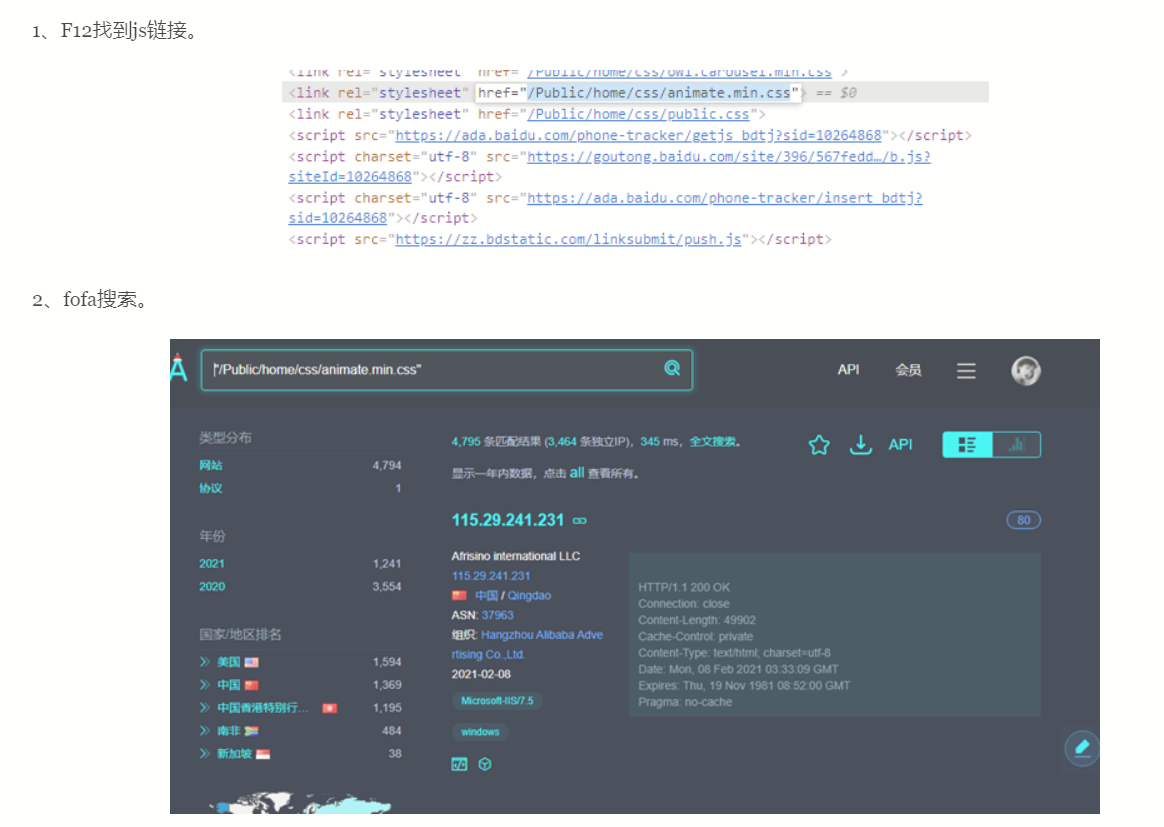 1、F12找到js链接。
<link rel="stylesheet" href="/Public/home/css/owl.carousel.min.css">
<link rel="stylesheet" href="/Public/home/css/animate.min.css"> == $0
<link rel="stylesheet" href="/Public/home/css/public.css">
<script src="https://ada.baidu.com/phone-tracker/getjs_bdtj?sid=10264868"></script>
<script charset="utf-8" src="https://goutong.baidu.com/site/396/567fedd…/b.js?
siteId=10264868"></script>
<script charset="utf-8" src="https://ada.baidu.com/phone-tracker/insert_bdtj?
sid=10264868"></script>
<script src="https://zz.bdstatic.com/linksubmit/push.js"></script>
2、fofa搜索。
"/Public/home/css/animate.min.css"
API
会员
类型分布
网站 4,794
协议 1
年份
2021 1,241
2020 3,554
国家/地区排名
美国 1,594
中国 1,369
中国香港特别行... 1,195
南非 484
新加坡 38
4,795 条匹配结果 (3,464 条独立IP)，345 ms，全文搜索。
API
显示一年内数据，点击 all 查看所有。
115.29.241.231
80
Afrisino international LLC
115.29.241.231
中国 / Qingdao
ASN: 37963
组织: Hangzhou Alibaba Adve
rtising Co.,Ltd.
2021-02-08
Microsoft-IIS/7.5
windows
HTTP/1.1 200 OK
Connection: close
Content-Length: 49902
Cache-Control: private
Content-Type: text/html; charset=utf-8
Date: Mon, 08 Feb 2021 03:33:09 GMT
Expires: Thu, 19 Nov 1981 08:52:00 GMT
Pragma: no-cache